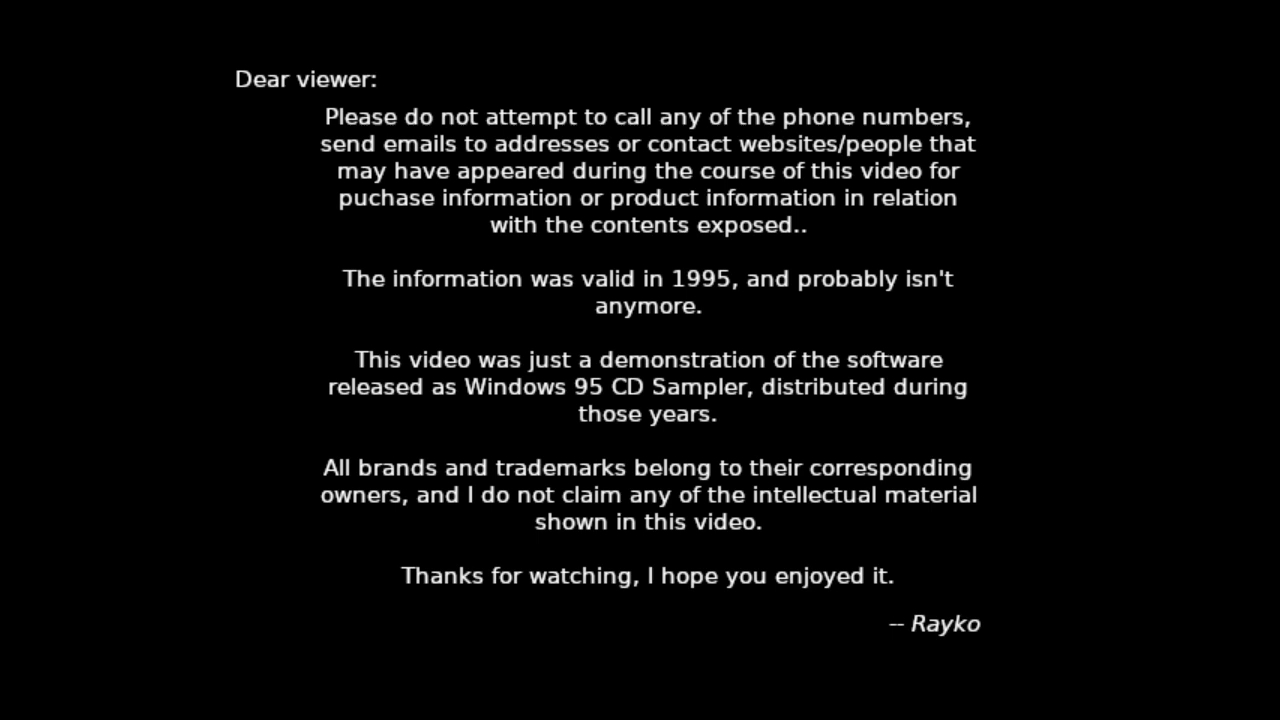 Dear viewer:
Please do not attempt to call any of the phone numbers,
send emails to addresses or contact websites/people that
may have appeared during the course of this video for
puchase information or product information in relation
with the contents exposed..
The information was valid in 1995, and probably isn't
anymore.
This video was just a demonstration of the software
released as Windows 95 CD Sampler, distributed during
those years.
All brands and trademarks belong to their corresponding
owners, and I do not claim any of the intellectual material
shown in this video.
Thanks for watching, I hope you enjoyed it.
-- Rayko